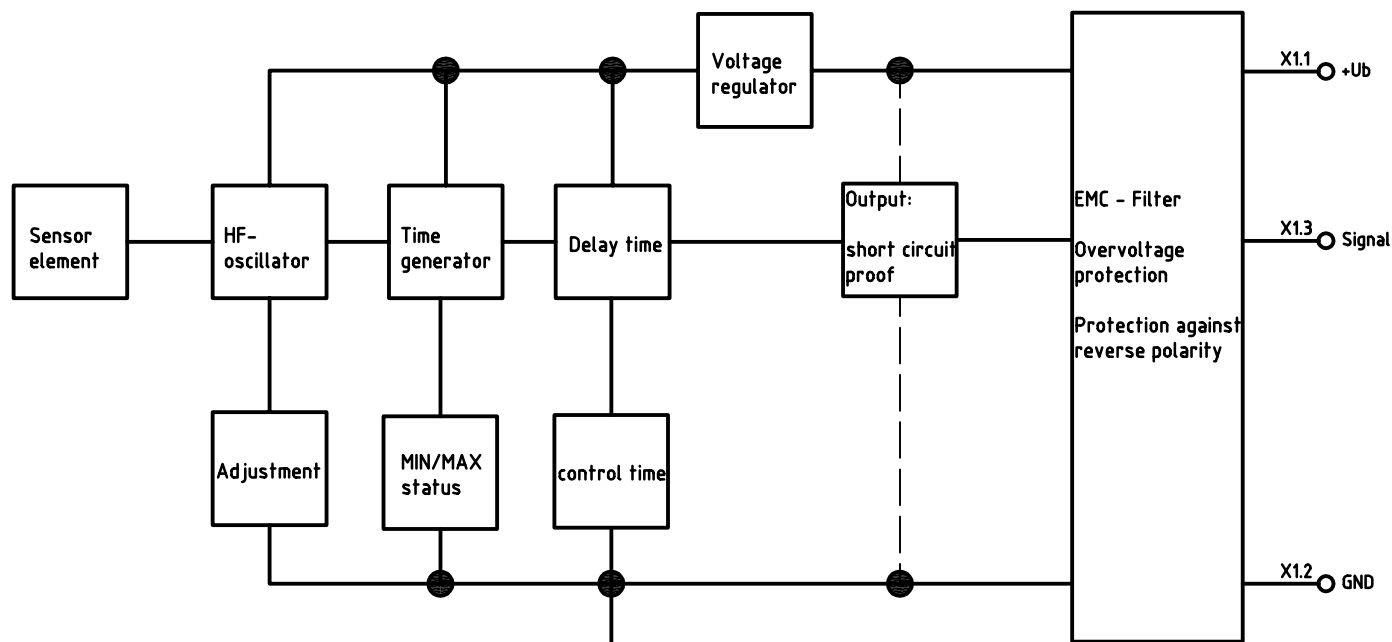 Voltage
regulator
X1.1
+Ub
Sensor
element
HF-
oscillator
Time
generator
Delay time
Output:
short circuit
proof
EMC - Filter
Overvoltage
protection
Protection against
reverse polarity
X1.3
Signal
Adjustment
MIN/MAX
status
control time
X1.2
GND